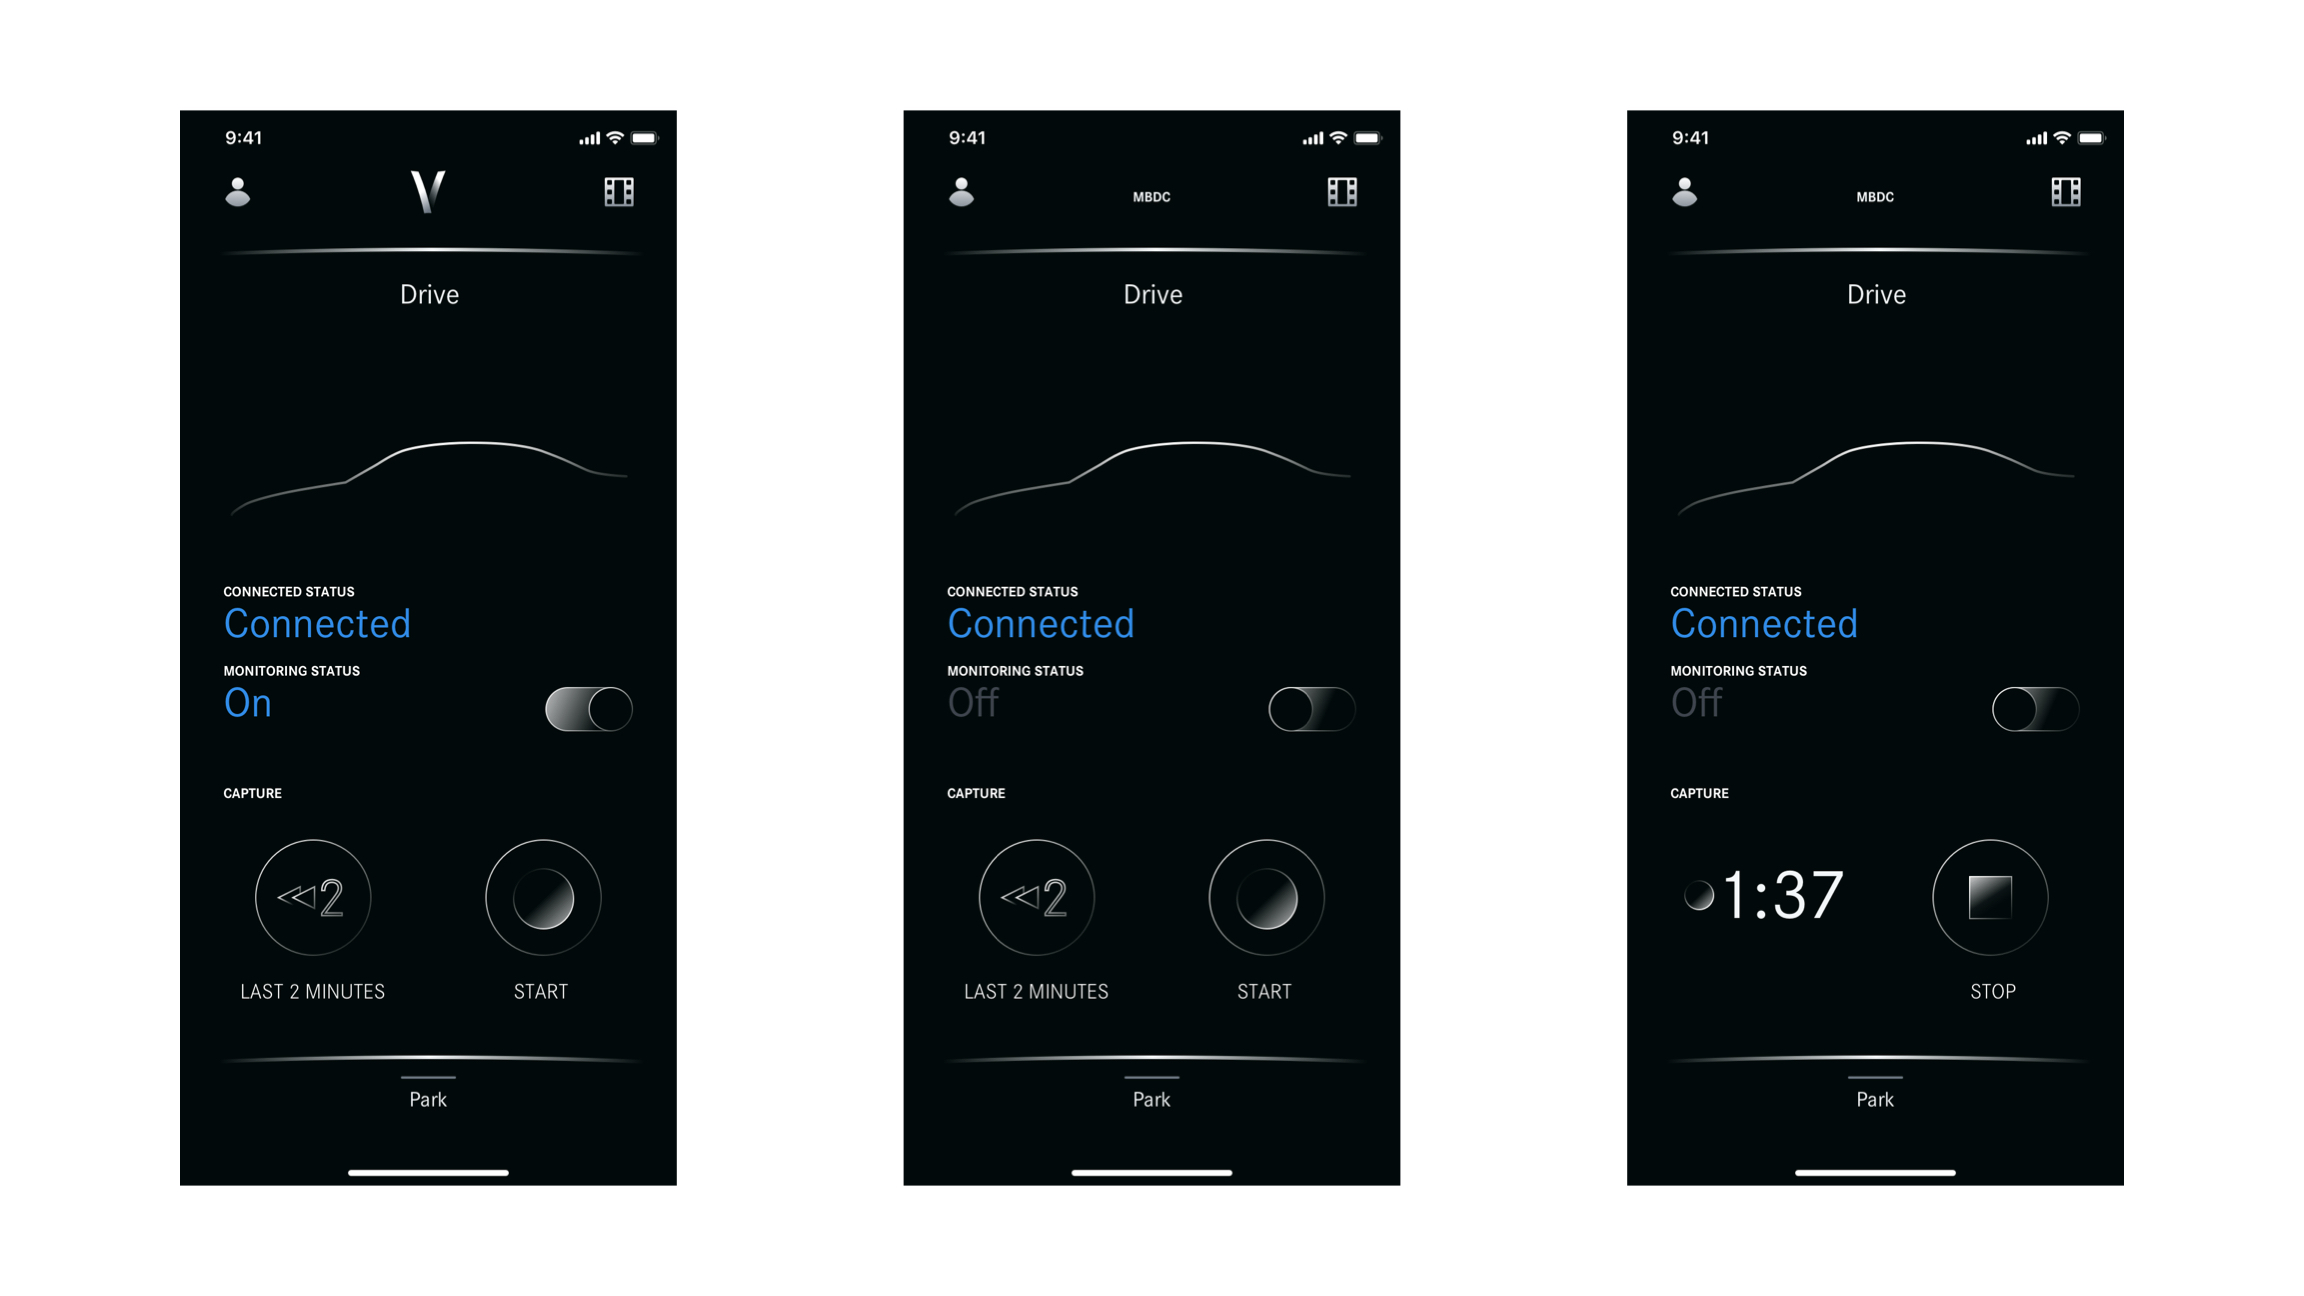 9:41
Drive
CONNECTED STATUS
Connected
MONITORING STATUS
On
CAPTURE
2
LAST 2 MINUTES
START
Park
9:41
MBDC
Drive
CONNECTED STATUS
Connected
MONITORING STATUS
Off
CAPTURE
2
LAST 2 MINUTES
START
Park
9:41
MBDC
Drive
CONNECTED STATUS
Connected
MONITORING STATUS
Off
CAPTURE
1:37
STOP
Park